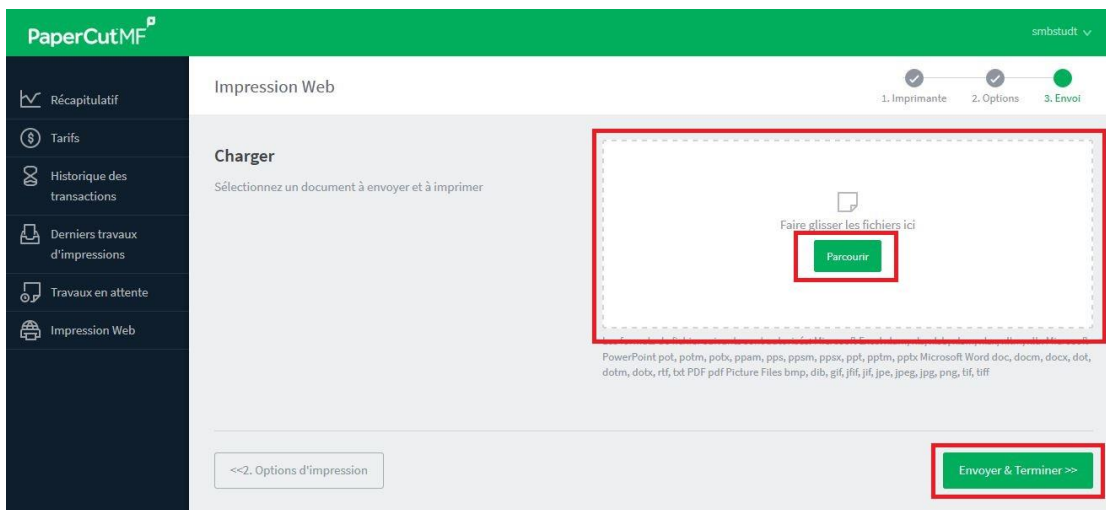 PaperCutMF
smbstudt
Récapitulatif
Tarifs
Historique des
transactions
Derniers travaux
d'impressions
Travaux en attente
Impression Web
Impression Web
1. Imprimante
2. Options
3. Envoi
Charger
Sélectionnez un document à envoyer et à imprimer
Faire glisser les fichiers ici
Parcourir
PowerPoint pot, potm, potx, ppam, pps, ppsm, ppsx, ppt, pptm, pptx Microsoft Word doc, docm, docx, dot,
dotm, dotx, rtf, txt PDF pdf Picture Files bmp, dib, gif, jfif, jif, jpe, jpeg, jpg, png, tif, tiff
<<2. Options d'impression
Envoyer & Terminer >>